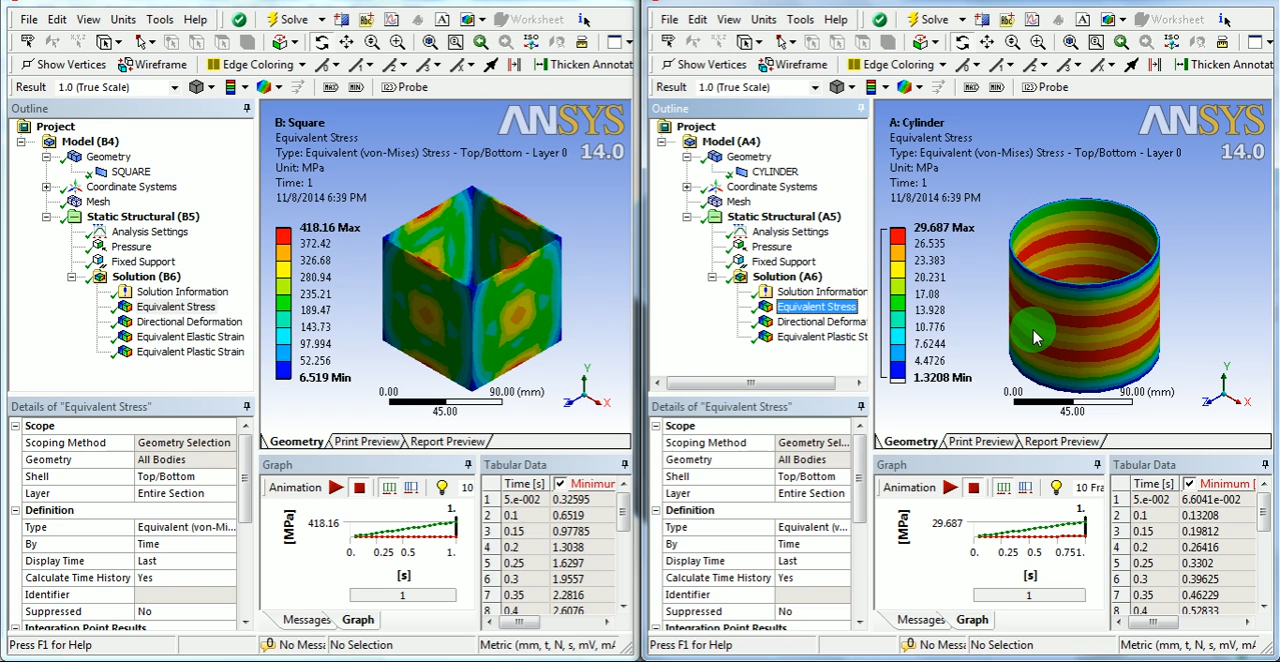 File Edit View Units Tools Help Solve Worksheet
Show Vertices Wireframe Edge Coloring Thicken Annotat
Result 1.0 (True Scale) MAX MIN 123 Probe
Outline
Project
Model (B4)
Geometry
SQUARE
Coordinate Systems
Mesh
Static Structural (B5)
Analysis Settings
Pressure
Fixed Support
Solution (B6)
Solution Information
Equivalent Stress
Directional Deformation
Equivalent Elastic Strain
Equivalent Plastic Strain
B: Square
Equivalent Stress
Type: Equivalent (von-Mises) Stress - Top/Bottom - Layer 0
Unit: MPa
Time: 1
11/8/2014 6:39 PM
ANSYS
14.0
418.16 Max
372.42
326.68
280.94
235.21
189.47
143.73
97.994
52.256
6.519 Min
0.00 90.00 (mm)
45.00
Y
Z X
Geometry Print Preview Report Preview
Details of "Equivalent Stress"
Scope
Scoping Method Geometry Selection
Geometry All Bodies
Shell Top/Bottom
Layer Entire Section
Definition
Type Equivalent (von-Mi...
By Time
Display Time Last
Calculate Time History Yes
Identifier
Suppressed No
Integration Point Results
Graph
Animation 10
[MPa]
418.16
1.
0. 0.25 0.5 1.
[s]
1
Messages Graph
Tabular Data
Time [s] Minimur
1 5.e-002 0.32595
2 0.1 0.6519
3 0.15 0.97785
4 0.2 1.3038
5 0.25 1.6297
6 0.3 1.9557
7 0.35 2.2816
8 0.4 2.6076
Press F1 for Help No Messa No Selection Metric (mm, t, N, s, mV, mA
File Edit View Units Tools Help Solve Worksheet
Show Vertices Wireframe Edge Coloring Thicken Annotat
Result 1.0 (True Scale) MAX MIN 123 Probe
Outline
Project
Model (A4)
Geometry
CYLINDER
Coordinate Systems
Mesh
Static Structural (A5)
Analysis Settings
Pressure
Fixed Support
Solution (A6)
Solution Information
Equivalent Stress
Directional Deforma
Equivalent Plastic St
A: Cylinder
Equivalent Stress
Type: Equivalent (von-Mises) Stress - Top/Bottom - Layer 0
Unit: MPa
Time: 1
11/8/2014 6:39 PM
ANSYS
14.0
29.687 Max
26.535
23.383
20.231
17.08
13.928
10.776
7.6244
4.4726
1.3208 Min
0.00 90.00 (mm)
45.00
Y
Z X
Geometry Print Preview Report Preview
Details of "Equivalent Stress"
Scope
Scoping Method Geometry Sel...
Geometry All Bodies
Shell Top/Bottom
Layer Entire Section
Definition
Type Equivalent (v...
By Time
Display Time Last
Calculate Time History Yes
Identifier
Suppressed No
Integration Point Results
Graph
Animation 10 Fra
[MPa]
29.687
1.
0. 0.25 0.5 0.75 1.
[s]
1
Messages Graph
Tabular Data
Time [s] Minimum [
1 5.e-002 6.6041e-002
2 0.1 0.13208
3 0.15 0.19812
4 0.2 0.26416
5 0.25 0.3302
6 0.3 0.39625
7 0.35 0.46229
8 0.4 0.52833
Press F1 for Help No Messa No Selection Metric (mm, t, N, s, mV, mA